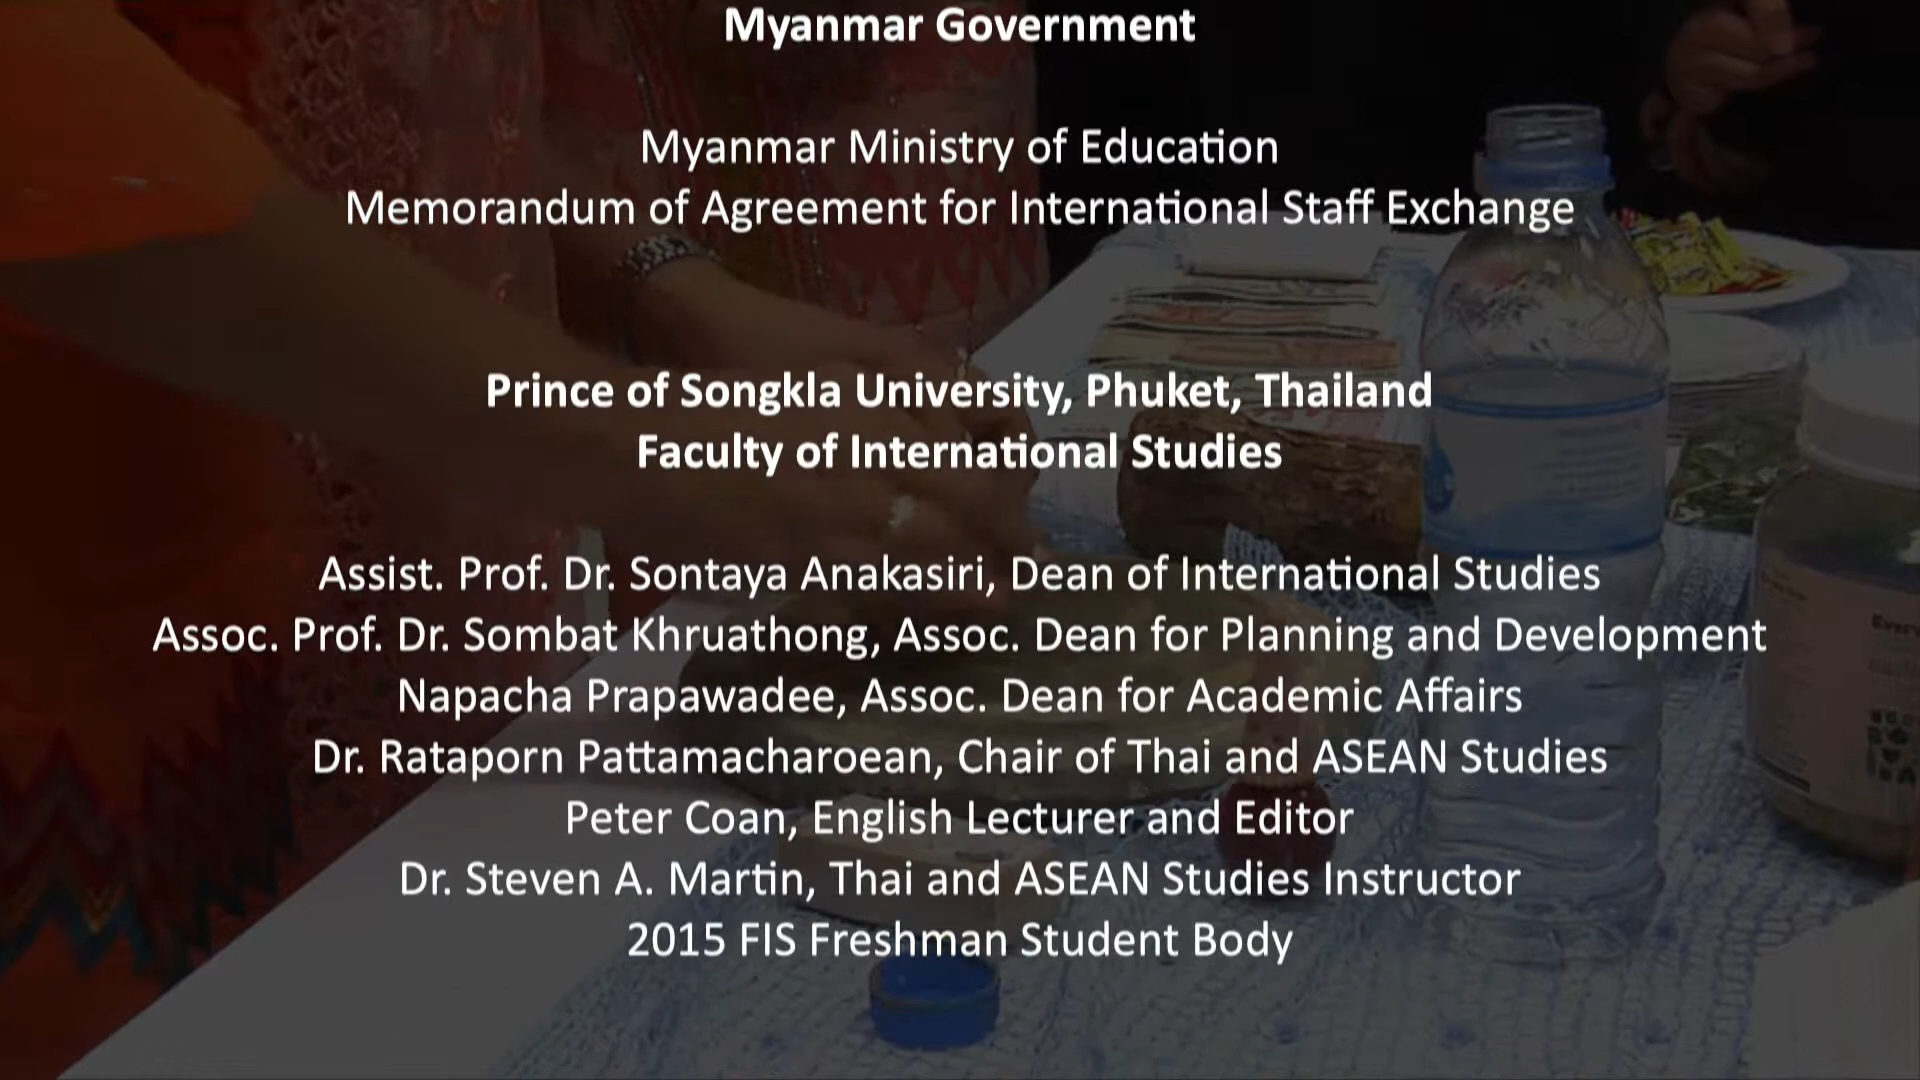 Myanmar Government
Myanmar Ministry of Education
Memorandum of Agreement for International Staff Exchange
Prince of Songkla University, Phuket, Thailand
Faculty of International Studies
Assist. Prof. Dr. Sontaya Anakasiri, Dean of International Studies
Assoc. Prof. Dr. Sombat Khruathong, Assoc. Dean for Planning and Development
Napacha Prapawadee, Assoc. Dean for Academic Affairs
Dr. Rataporn Pattamacharoean, Chair of Thai and ASEAN Studies
Peter Coan, English Lecturer and Editor
Dr. Steven A. Martin, Thai and ASEAN Studies Instructor
2015 FIS Freshman Student Body